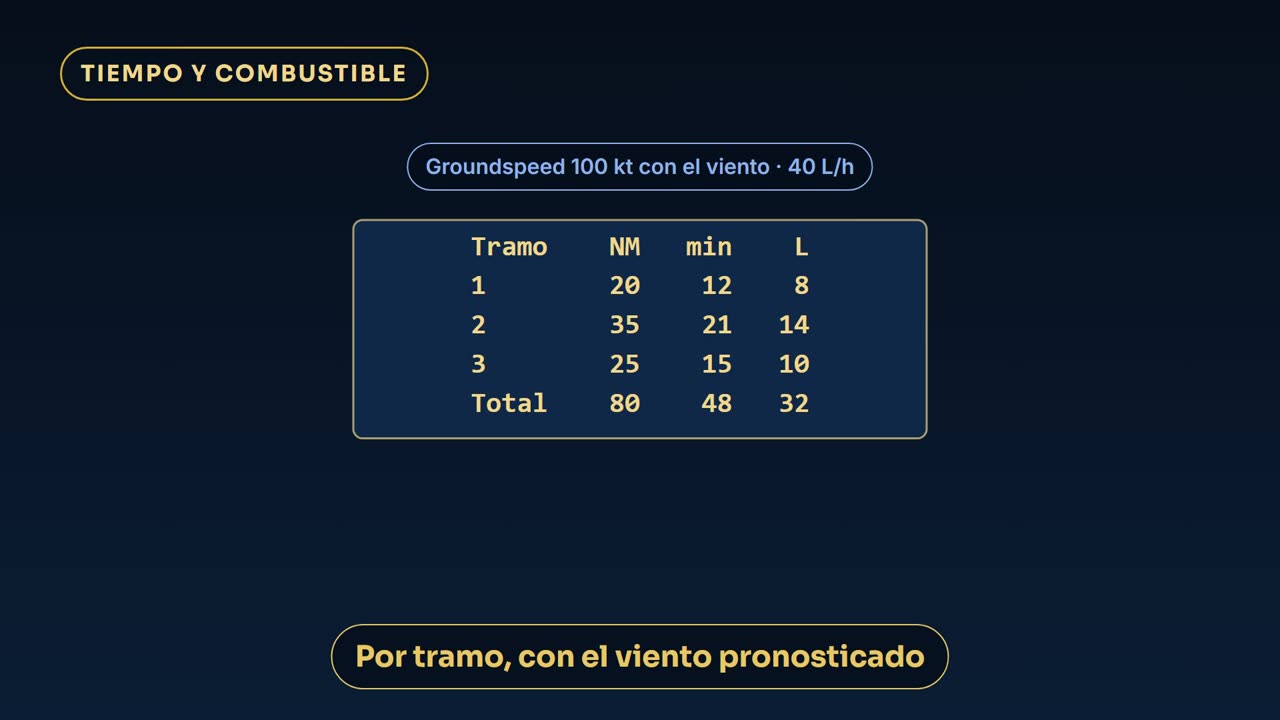 TIEMPO Y COMBUSTIBLE
Groundspeed 100 kt con el viento · 40 L/h
Tramo NM min L
1 20 12 8
2 35 21 14
3 25 15 10
Total 80 48 32
Por tramo, con el viento pronosticado